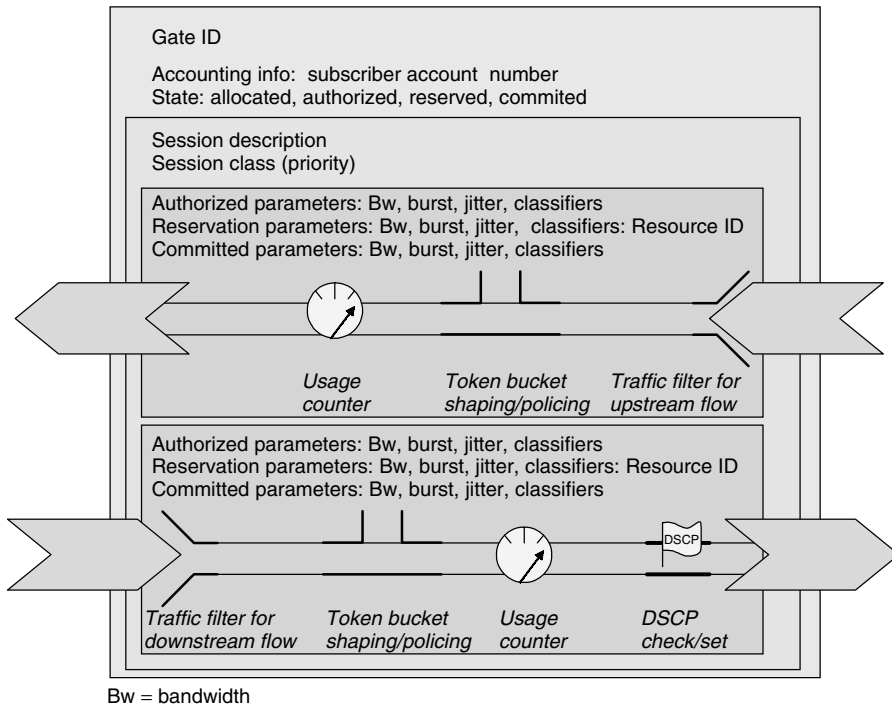 Gate ID
Accounting info: subscriber account number
State: allocated, authorized, reserved, commited
Session description
Session class (priority)
Authorized parameters: Bw, burst, jitter, classifiers
Reservation parameters: Bw, burst, jitter, classifiers: Resource ID
Committed parameters: Bw, burst, jitter, classifiers
Usage
counter
Token bucket
shaping/policing
Traffic filter for
upstream flow
Authorized parameters: Bw, burst, jitter, classifiers
Reservation parameters: Bw, burst, jitter, classifiers: Resource ID
Committed parameters: Bw, burst, jitter, classifiers
DSCP
Traffic filter for
downstream flow
Token bucket
shaping/policing
Usage
counter
DSCP
check/set
Bw = bandwidth